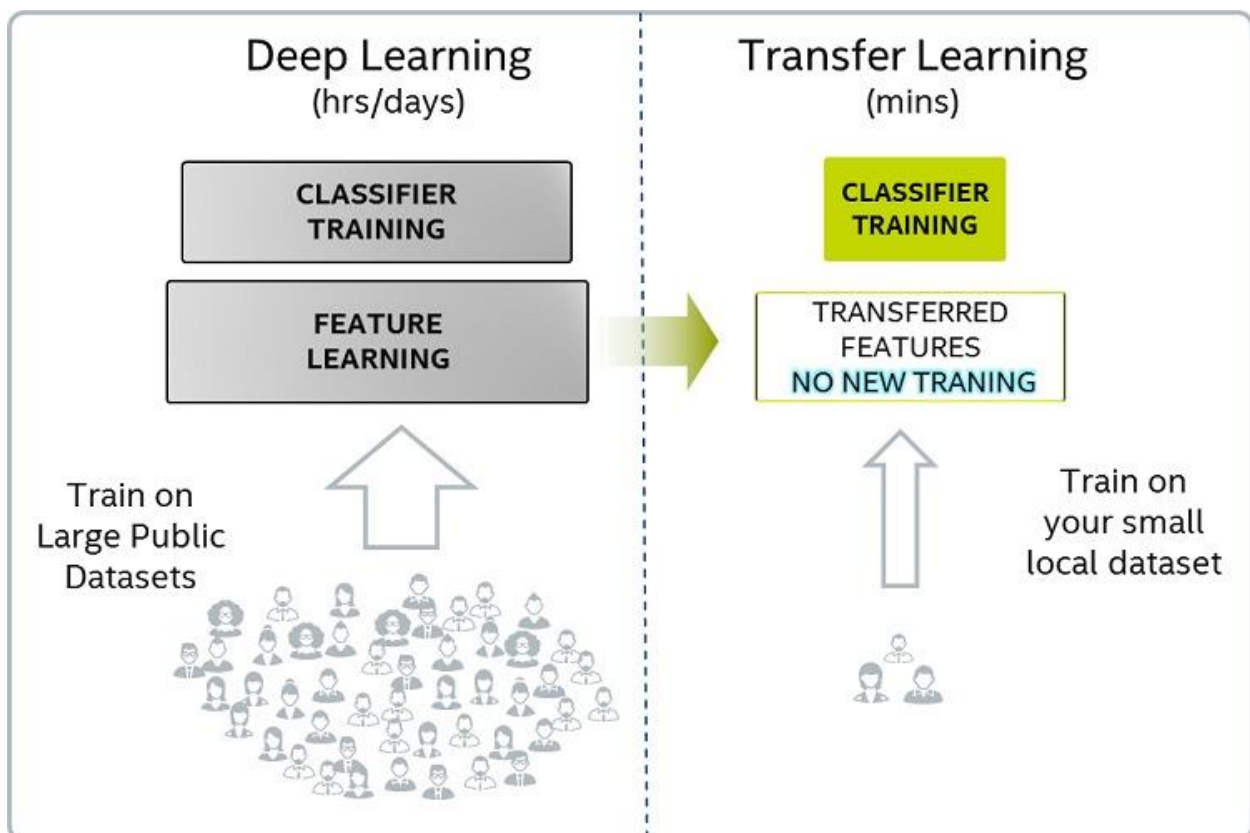 Deep Learning
(hrs/days)
CLASSIFIER
TRAINING
FEATURE
LEARNING
Train on
Large Public
Datasets
Transfer Learning
(mins)
CLASSIFIER
TRAINING
TRANSFERRED
FEATURES
NO NEW TRANING
Train on
your small
local dataset